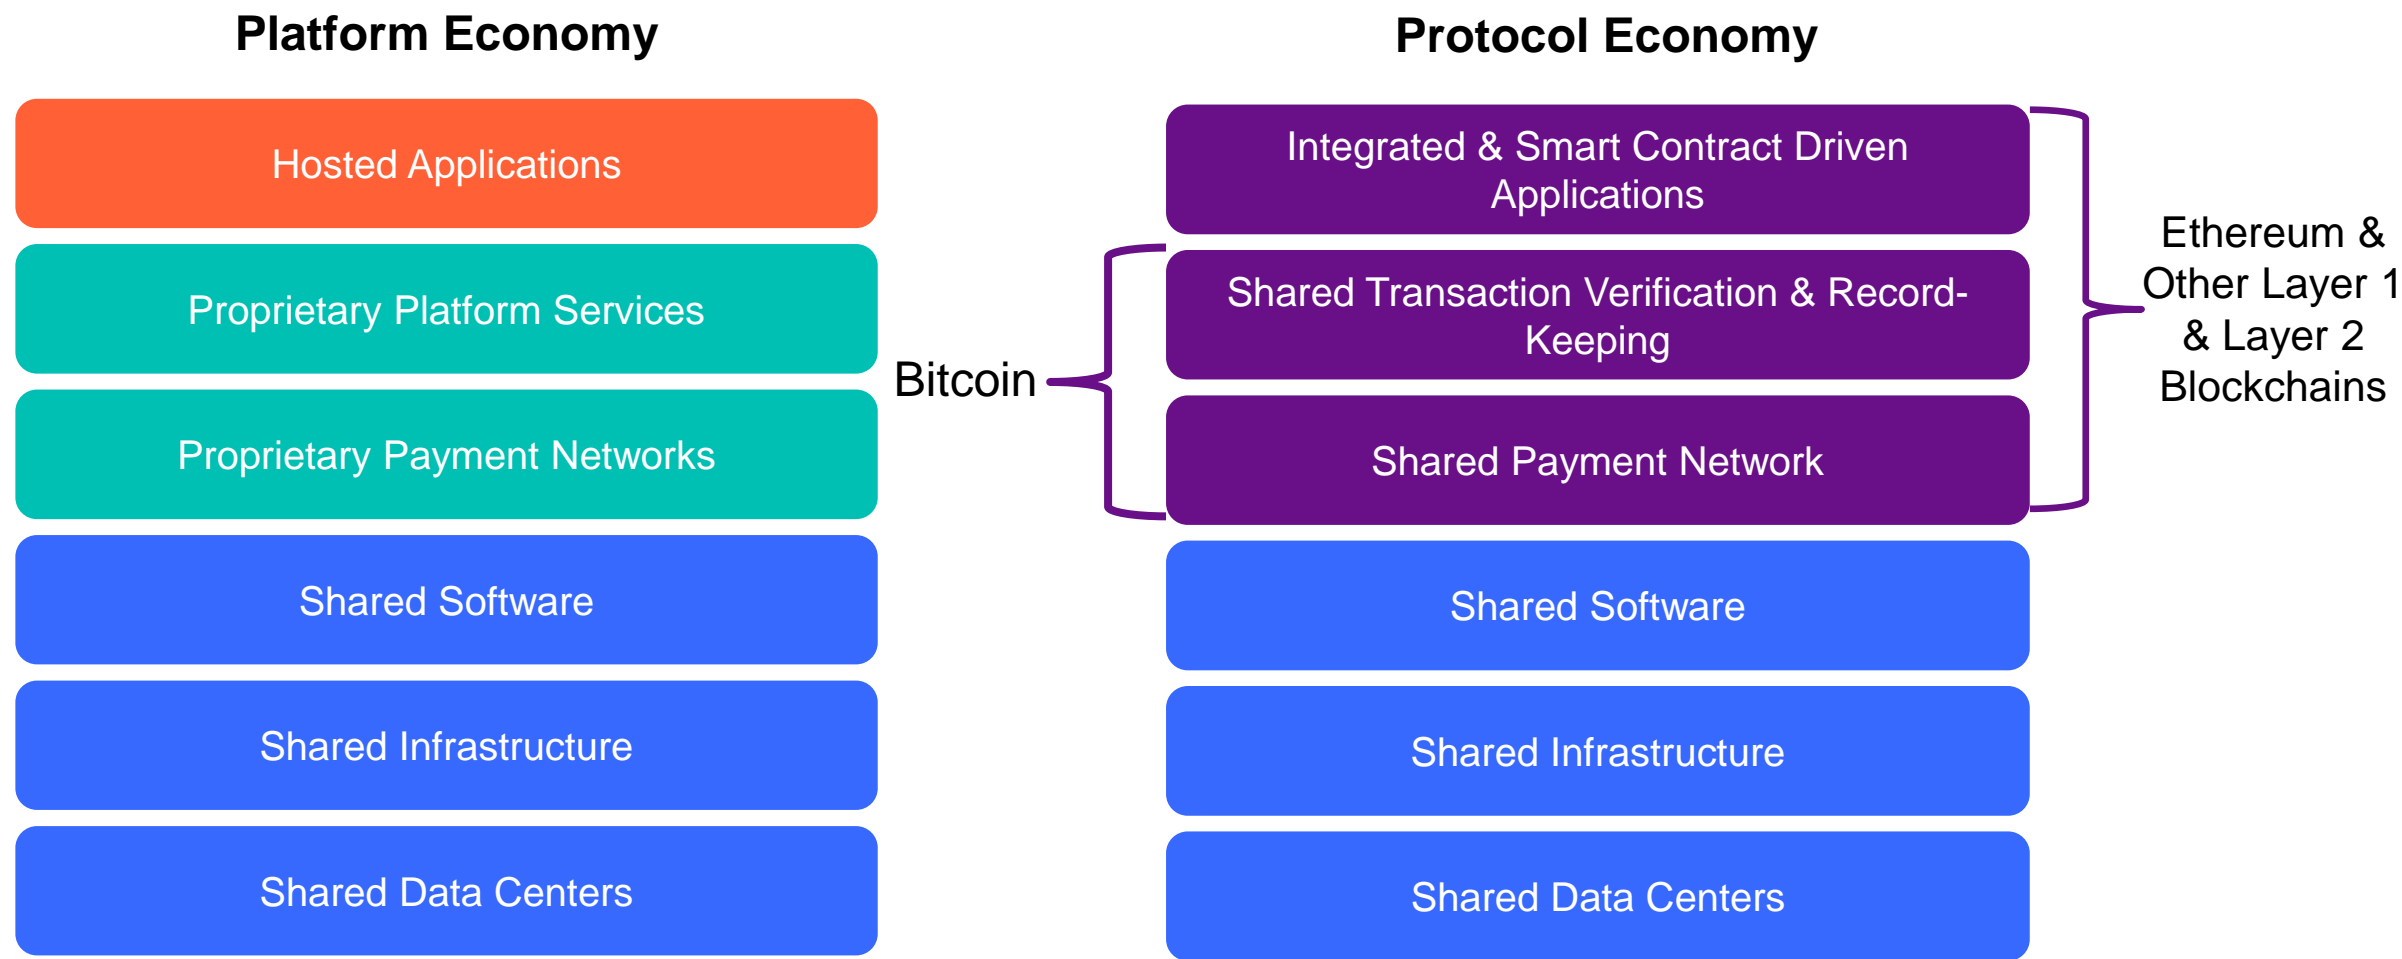 Platform Economy
Hosted Applications
Proprietary Platform Services
Proprietary Payment Networks
Shared Software
Shared Infrastructure
Shared Data Centers
Bitcoin
Protocol Economy
Integrated & Smart Contract Driven
Applications
Shared Transaction Verification & Record-
Keeping
Shared Payment Network
Shared Software
Shared Infrastructure
Shared Data Centers
Ethereum &
Other Layer 1
& Layer 2
Blockchains